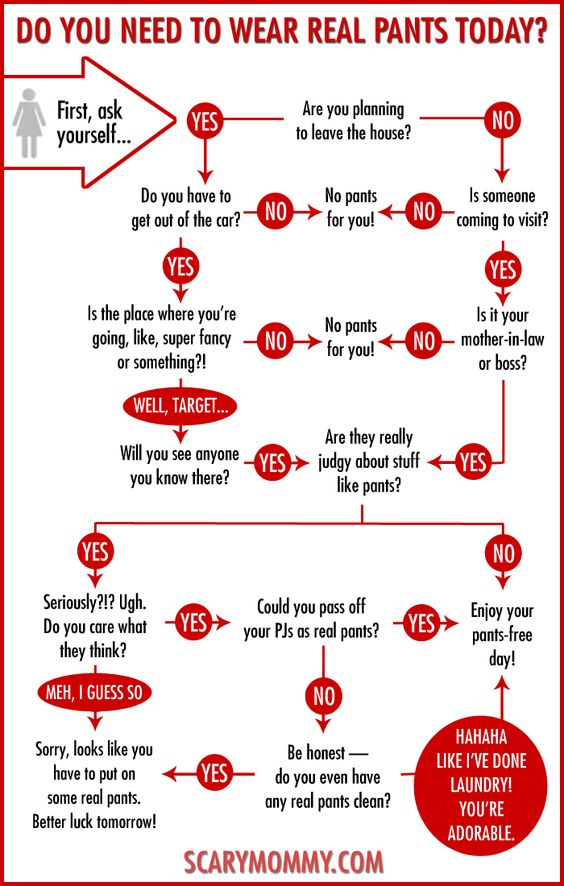 DO YOU NEED TO WEAR REAL PANTS TODAY?
First, ask
yourself...
YES
Are you planning
to leave the house?
NO
Do you have to
get out of the car?
NO
No pants
for you!
NO
Is someone
coming to visit?
YES
YES
Is the place where you're
going, like, super fancy
or something?!
NO
No pants
for you!
NO
Is it your
mother-in-law
or boss?
WELL, TARGET...
Will you see anyone
you know there?
YES
Are they really
judgy about stuff
like pants?
YES
YES
NO
Seriously?!? Ugh.
Do you care what
they think?
YES
Could you pass off
your PJs as real pants?
YES
Enjoy your
pants-free
day!
MEH, I GUESS SO
NO
Sorry, looks like you
have to put on
some real pants.
Better luck tomorrow!
YES
Be honest —
do you even have
any real pants clean?
HAHAHA
LIKE I'VE DONE
LAUNDRY!
YOU'RE
ADORABLE.
SCARYMOMMY.COM